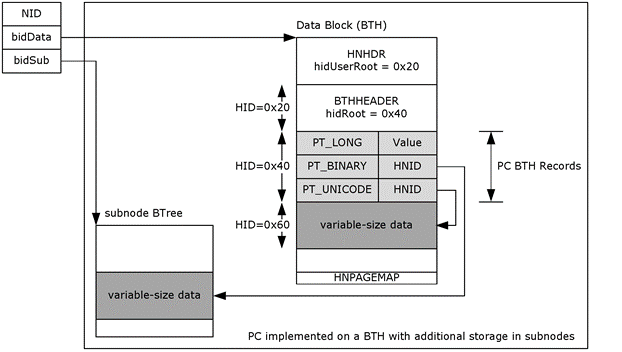 NID
bidData
bidSub
Data Block (BTH)
HNHDR
hidUserRoot = 0x20
HID=0x20
BTHHEADER
hidRoot = 0x40
HID=0x40
PT_LONG Value
PT_BINARY HNID
PT_UNICODE HNID
PC BTH Records
HID=0x60
variable-size data
HNPAGEMAP
subnode BTree
variable-size data
PC implemented on a BTH with additional storage in subnodes